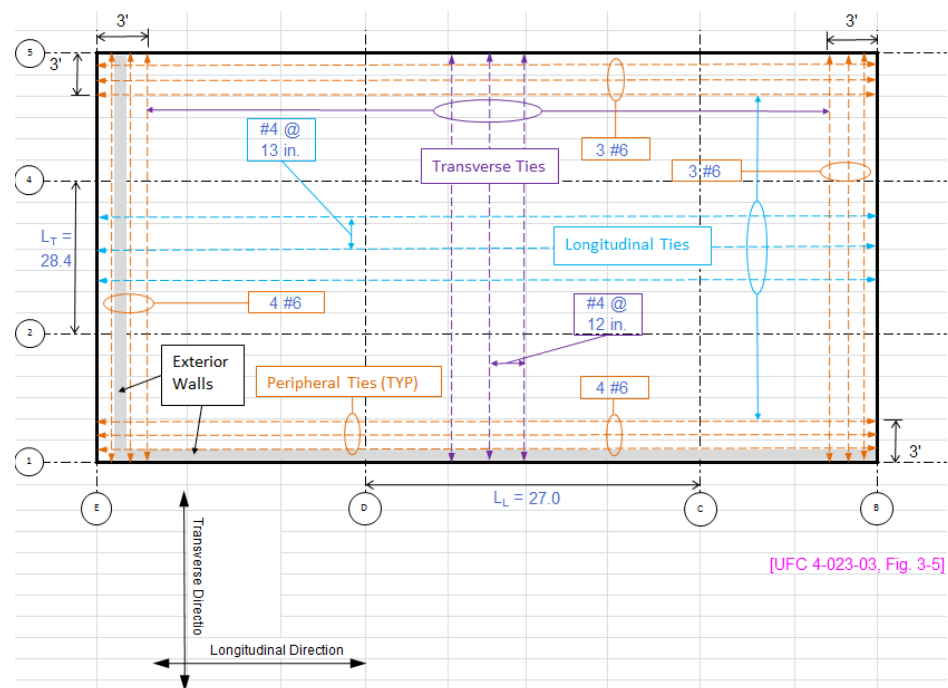 3'
3'
5
3'
#4 @
13 in.
3 #6
Transverse Ties
3 #6
4
L_T =
28.4
Longitudinal Ties
4 #6
#4 @
12 in.
2
Exterior
Walls
Peripheral Ties (TYP)
4 #6
3'
1
L_L = 27.0
E
D
C
B
Transverse Directio
[UFC 4-023-03, Fig. 3-5]
Longitudinal Direction